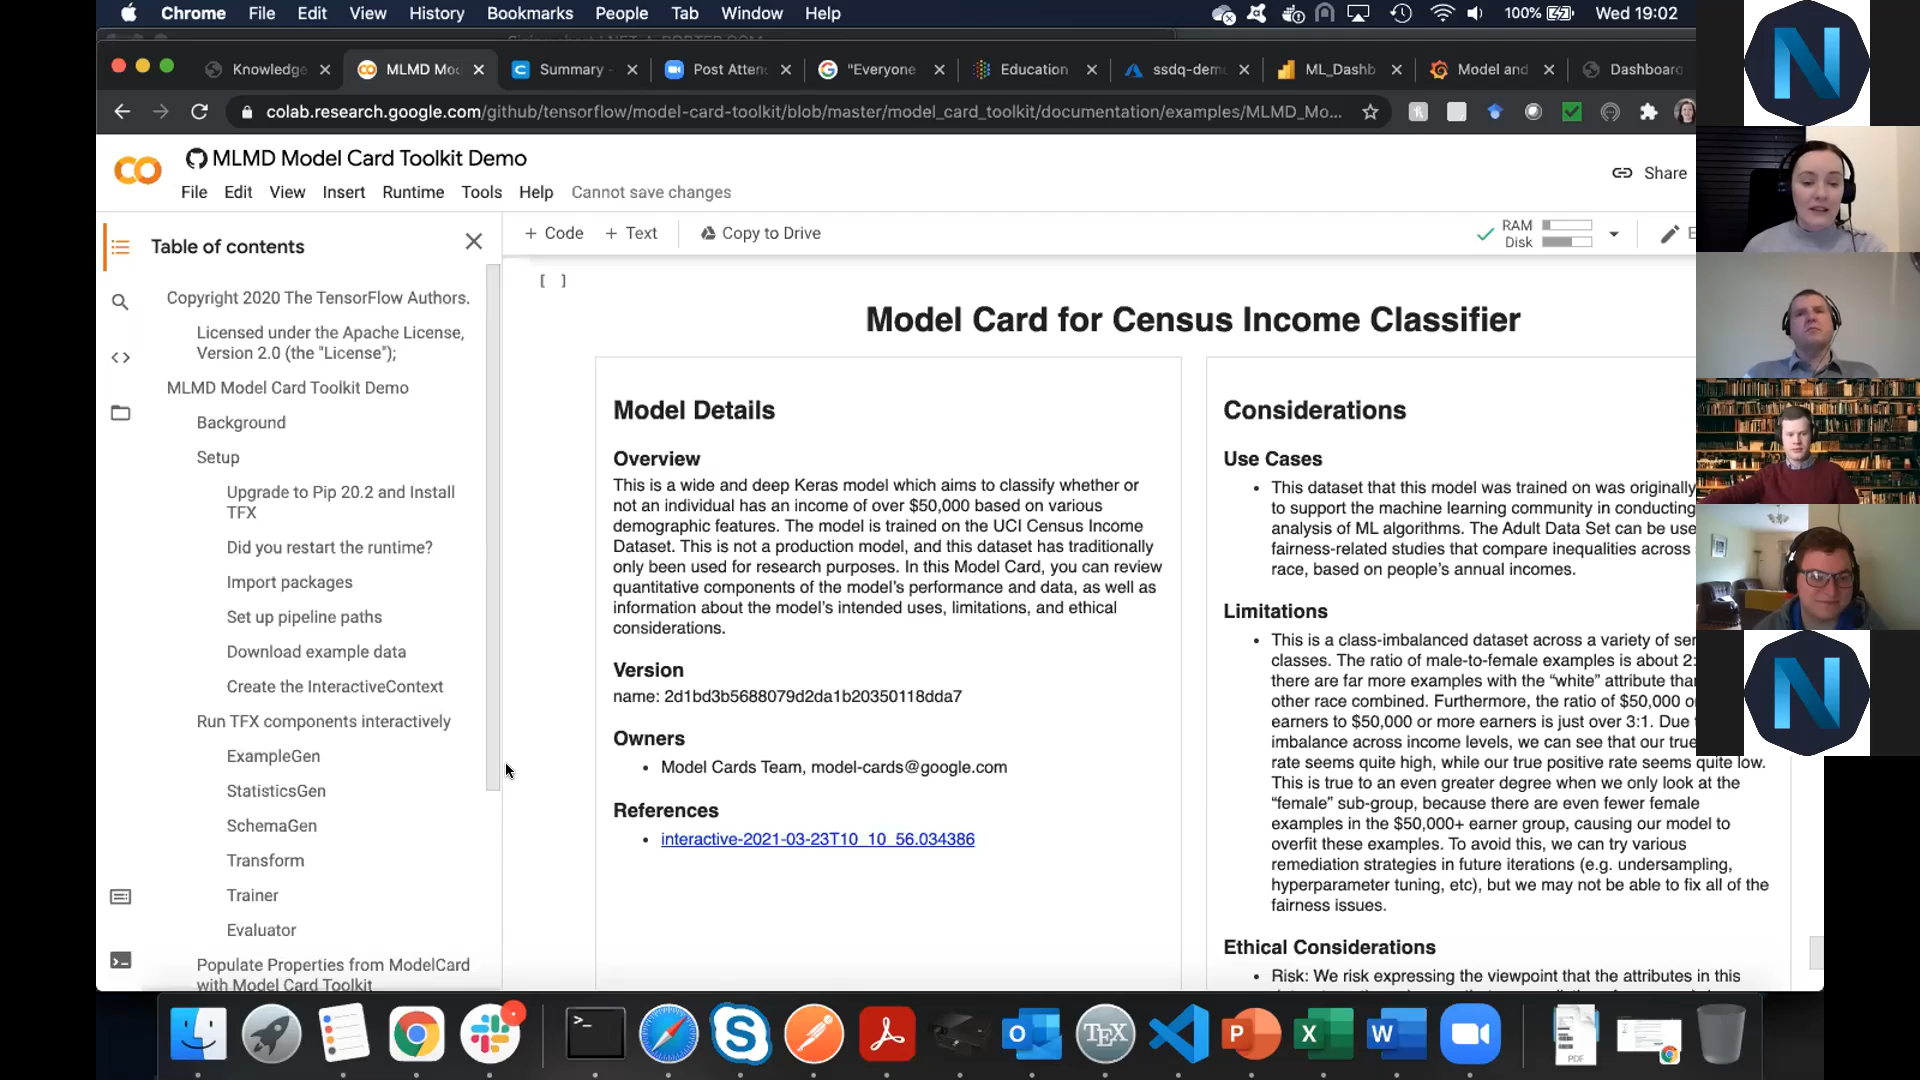 Chrome File Edit View History Bookmarks People Tab Window Help 100% Wed 19:02
Knowledge MLMD Mo Summary - Post Atten "Everyone Education ssdq-dem ML_Dashb Model and Dashboard
colab.research.google.com/github/tensorflow/model-card-toolkit/blob/master/model_card_toolkit/documentation/examples/MLMD_Mo...
MLMD Model Card Toolkit Demo
File Edit View Insert Runtime Tools Help Cannot save changes
Share
+ Code + Text Copy to Drive
RAM
Disk
Table of contents
Copyright 2020 The TensorFlow Authors.
Licensed under the Apache License,
Version 2.0 (the "License");
MLMD Model Card Toolkit Demo
Background
Setup
Upgrade to Pip 20.2 and Install
TFX
Did you restart the runtime?
Import packages
Set up pipeline paths
Download example data
Create the InteractiveContext
Run TFX components interactively
ExampleGen
StatisticsGen
SchemaGen
Transform
Trainer
Evaluator
Populate Properties from ModelCard
with Model Card Toolkit
[ ]
Model Card for Census Income Classifier
Model Details
Overview
This is a wide and deep Keras model which aims to classify whether or
not an individual has an income of over $50,000 based on various
demographic features. The model is trained on the UCI Census Income
Dataset. This is not a production model, and this dataset has traditionally
only been used for research purposes. In this Model Card, you can review
quantitative components of the model's performance and data, as well as
information about the model's intended uses, limitations, and ethical
considerations.
Version
name: 2d1bd3b5688079d2da1b20350118dda7
Owners
• Model Cards Team, model-cards@google.com
References
• interactive-2021-03-23T10_10_56.034386
Considerations
Use Cases
• This dataset that this model was trained on was originally
to support the machine learning community in conducting
analysis of ML algorithms. The Adult Data Set can be use
fairness-related studies that compare inequalities across
race, based on people's annual incomes.
Limitations
• This is a class-imbalanced dataset across a variety of sen
classes. The ratio of male-to-female examples is about 2:
there are far more examples with the “white” attribute than
other race combined. Furthermore, the ratio of $50,000 o
earners to $50,000 or more earners is just over 3:1. Due
imbalance across income levels, we can see that our true
rate seems quite high, while our true positive rate seems quite low.
This is true to an even greater degree when we only look at the
“female” sub-group, because there are even fewer female
examples in the $50,000+ earner group, causing our model to
overfit these examples. To avoid this, we can try various
remediation strategies in future iterations (e.g. undersampling,
hyperparameter tuning, etc), but we may not be able to fix all of the
fairness issues.
Ethical Considerations
• Risk: We risk expressing the viewpoint that the attributes in this
N
N
TEX
PDF